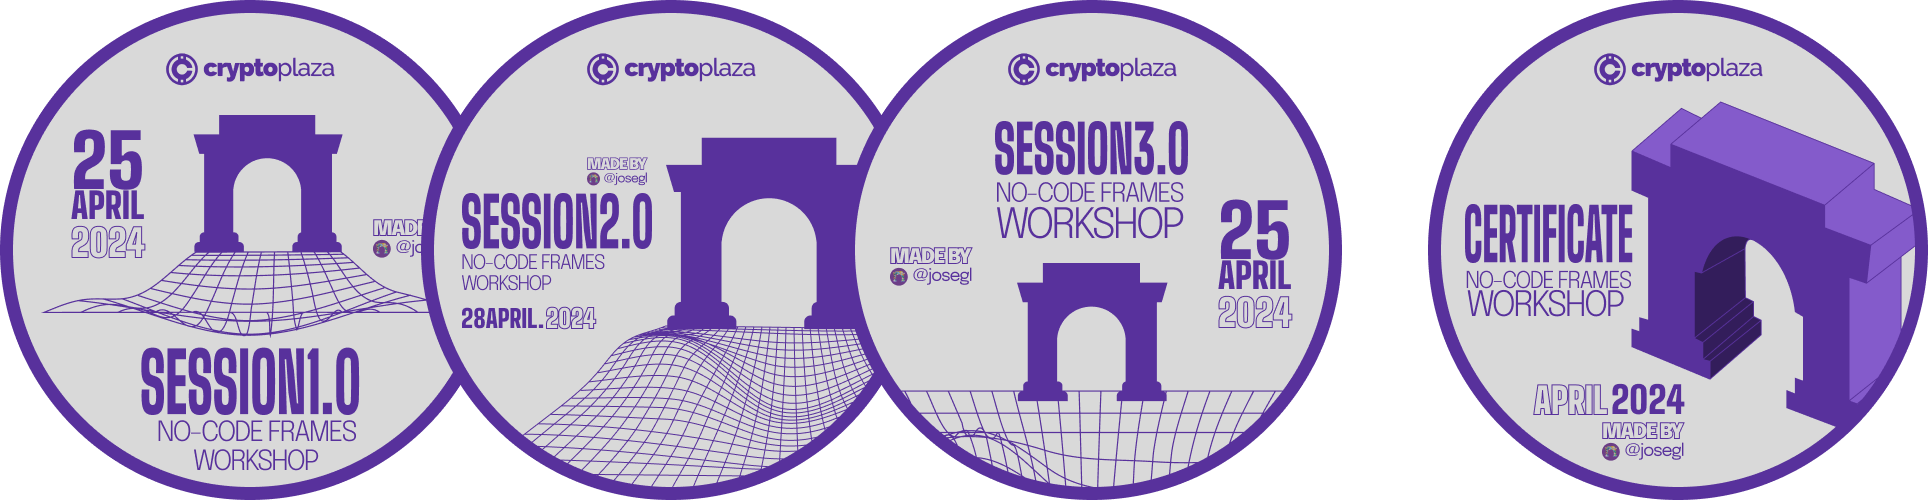 cryptoplaza
25
APRIL
2024
MADE
@jo
SESSION1.0
NO-CODE FRAMES
WORKSHOP
cryptoplaza
MADE BY
@josegl
SESSION2.0
NO-CODE FRAMES
WORKSHOP
28APRIL.2024
cryptoplaza
SESSION3.0
NO-CODE FRAMES
WORKSHOP
25
APRIL
2024
MADE BY
@josegl
cryptoplaza
CERTIFICATE
NO-CODE FRAMES
WORKSHOP
APRIL 2024
MADE BY
@josegl